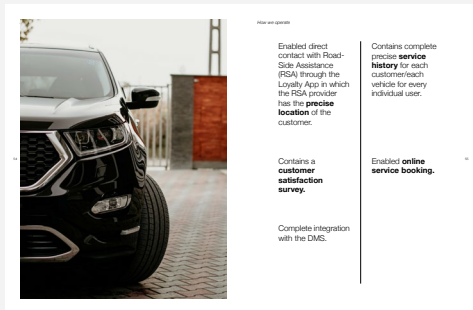 How we operate
Enabled direct
contact with Road-
Side Assistance
(RSA) through the
Loyalty App in which
the RSA provider
has the precise
location of the
customer.
Contains a
customer
satisfaction
survey.
Complete integration
with the DMS.
Contains complete
precise service
history for each
customer/each
vehicle for every
individual user.
Enabled online
service booking.